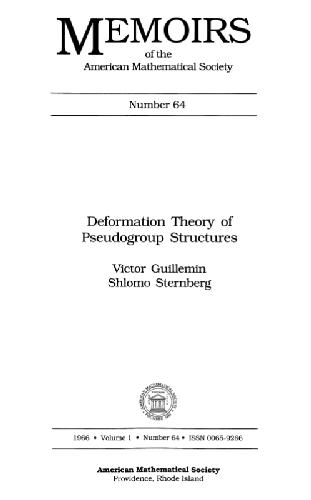 MEMOIRS
of the
American Mathematical Society
Number 64
Deformation Theory of
Pseudogroup Structures
Victor Guillemin
Shlomo Sternberg
1966 • Volume 1 • Number 64 • ISSN 0065-9266
American Mathematical Society
Providence, Rhode Island